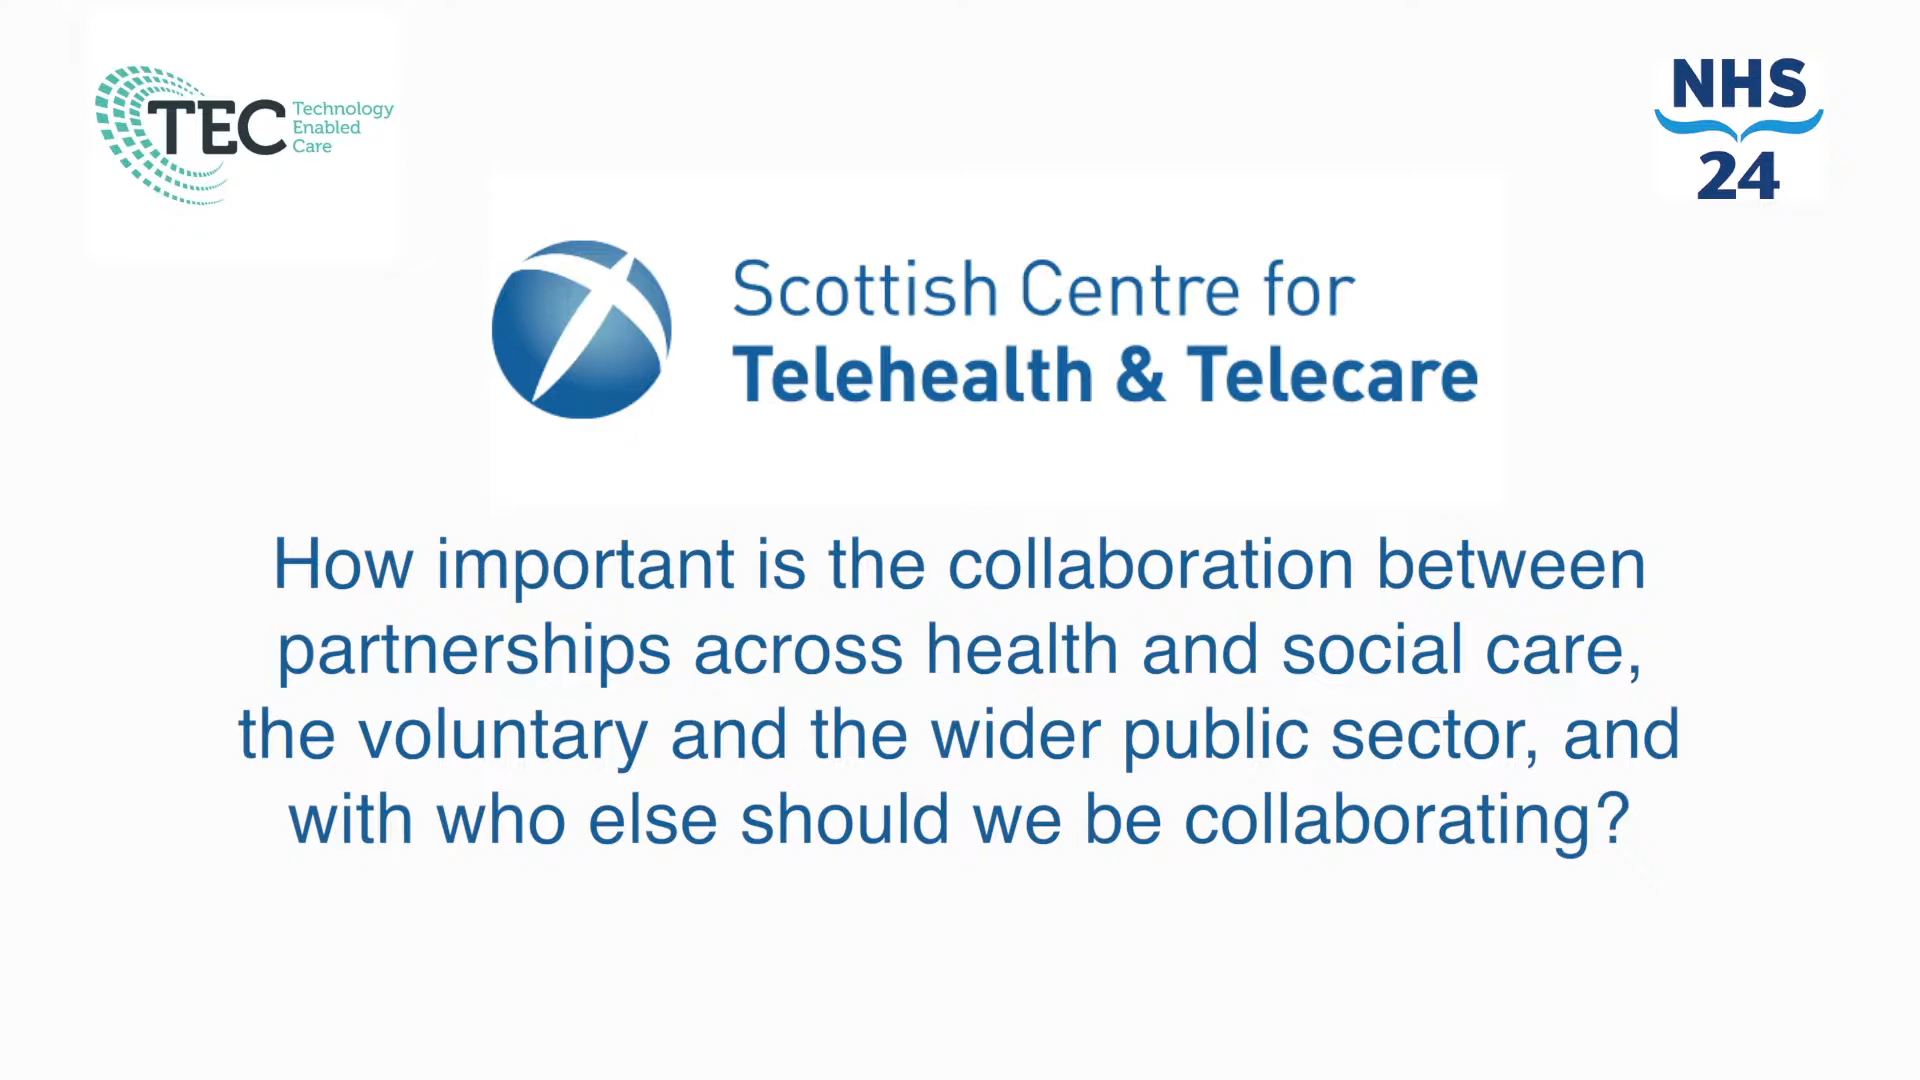 TEC
Technology
Enabled
Care
NHS
24
Scottish Centre for
Telehealth & Telecare
How important is the collaboration between
partnerships across health and social care,
the voluntary and the wider public sector, and
with who else should we be collaborating?